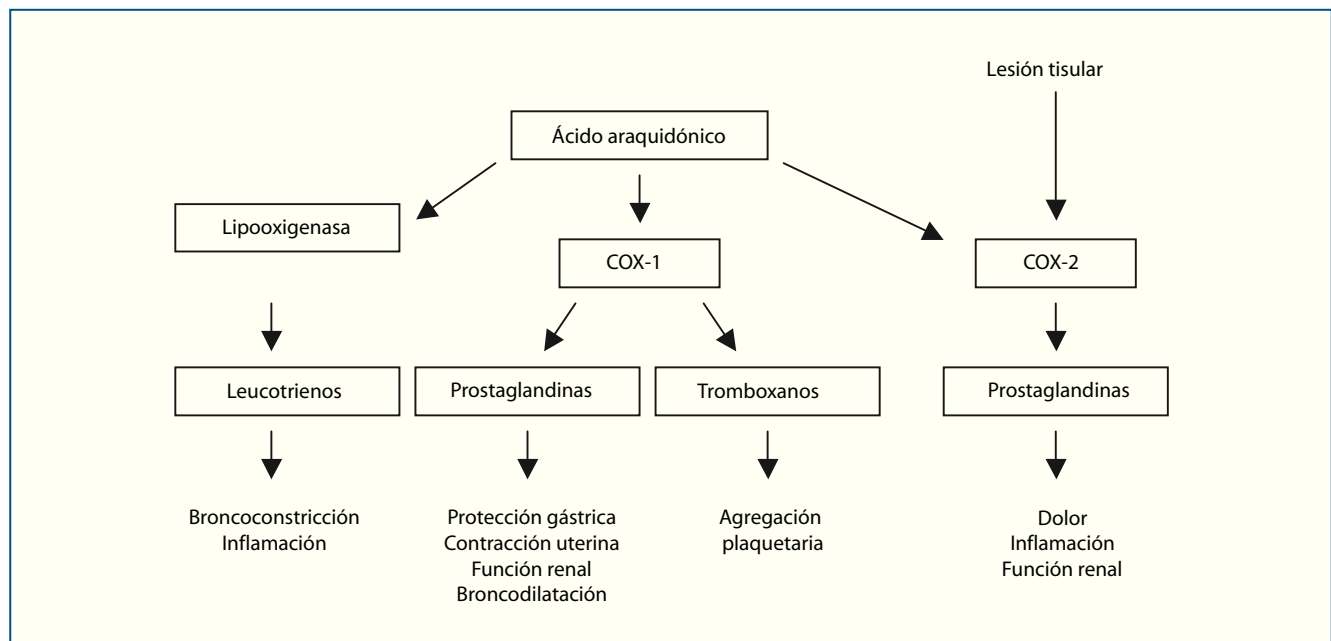 Lesión tisular
Ácido araquidónico
Lipooxigenasa
COX-1
COX-2
Leucotrienos
Prostaglandinas
Tromboxanos
Prostaglandinas
Broncoconstricción
Inflamación
Protección gástrica
Contracción uterina
Función renal
Broncodilatación
Agregación
plaquetaria
Dolor
Inflamación
Función renal